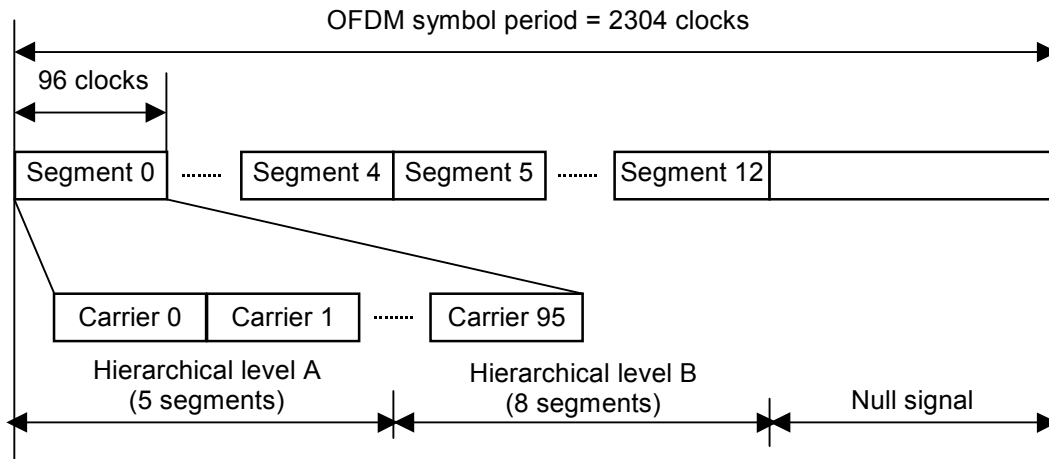 OFDM symbol period = 2304 clocks
96 clocks
Segment 0 ........ Segment 4 Segment 5 ........ Segment 12
Carrier 0 Carrier 1 ........ Carrier 95
Hierarchical level A
(5 segments)
Hierarchical level B
(8 segments)
Null signal